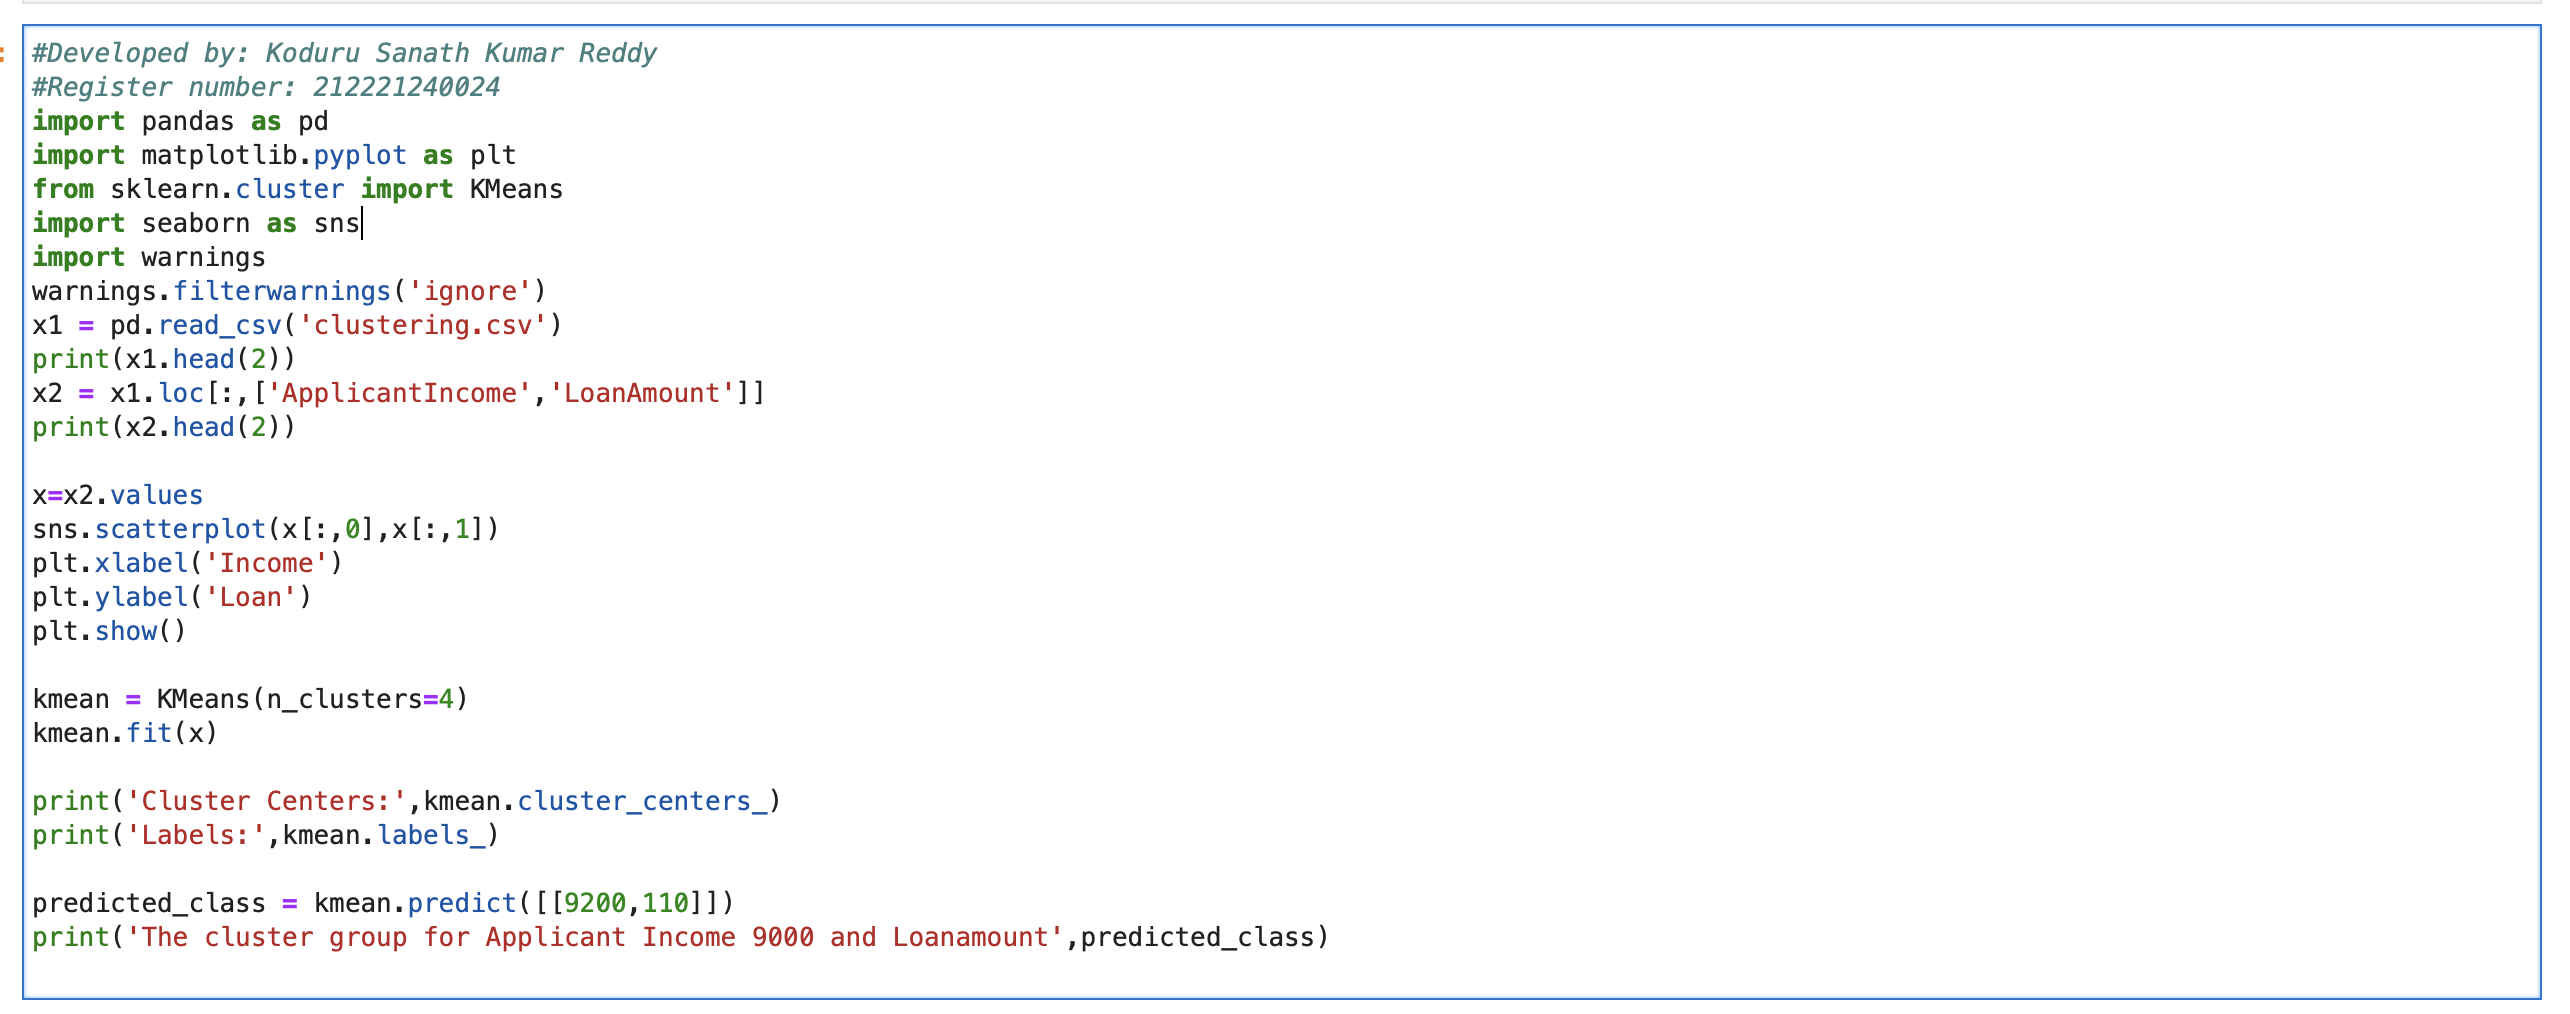 :
#Developed by: Koduru Sanath Kumar Reddy
#Register number: 212221240024
import pandas as pd
import matplotlib.pyplot as plt
from sklearn.cluster import KMeans
import seaborn as sns
import warnings
warnings.filterwarnings('ignore')
x1 = pd.read_csv('clustering.csv')
print(x1.head(2))
x2 = x1.loc[:,['ApplicantIncome','LoanAmount']]
print(x2.head(2))

x=x2.values
sns.scatterplot(x[:,0],x[:,1])
plt.xlabel('Income')
plt.ylabel('Loan')
plt.show()

kmean = KMeans(n_clusters=4)
kmean.fit(x)

print('Cluster Centers:',kmean.cluster_centers_)
print('Labels:',kmean.labels_)

predicted_class = kmean.predict([[9200,110]])
print('The cluster group for Applicant Income 9000 and Loanamount',predicted_class)